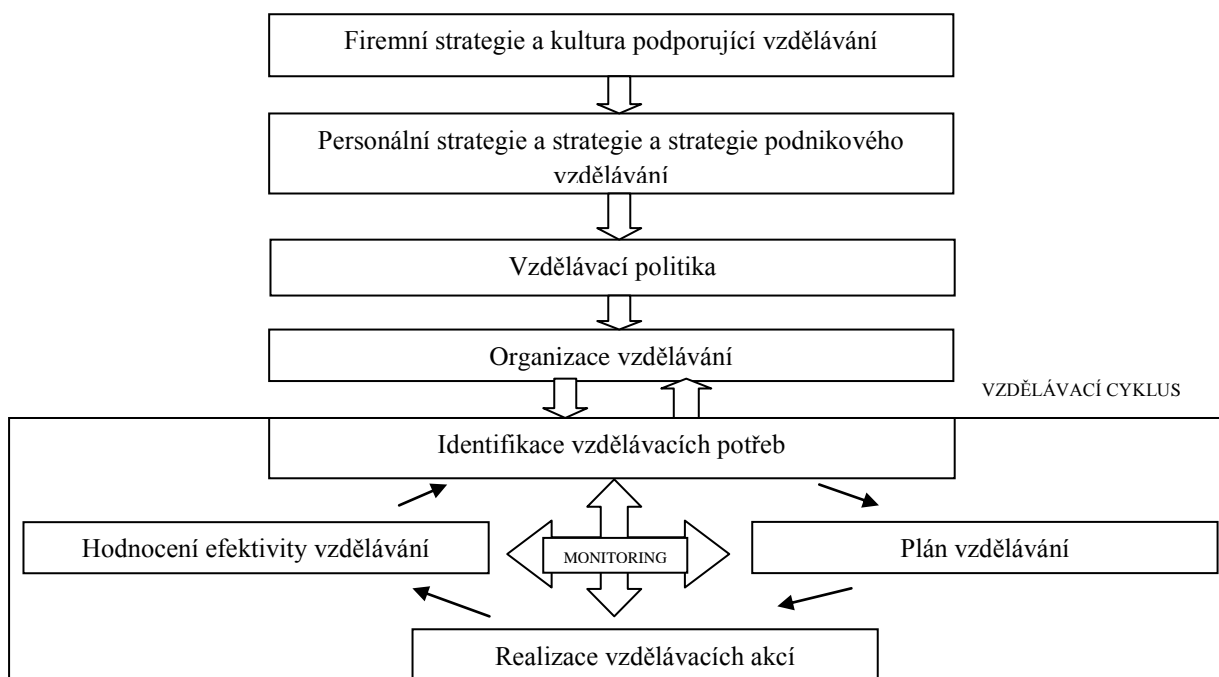 Firemní strategie a kultura podporující vzdělávání
Personální strategie a strategie a strategie podnikového
vzdělávání
Vzdělávací politika
Organizace vzdělávání
VZDĚLÁVACÍ CYKLUS
Identifikace vzdělávacích potřeb
Hodnocení efektivity vzdělávání
MONITORING
Plán vzdělávání
Realizace vzdělávacích akcí